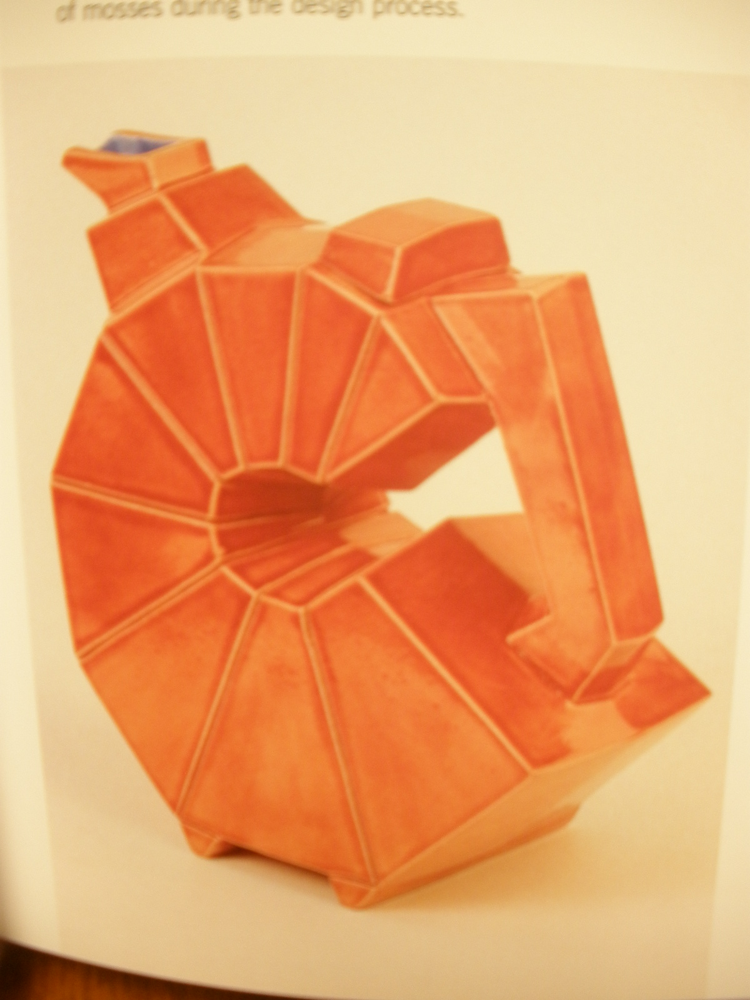 of mosses during the design process.